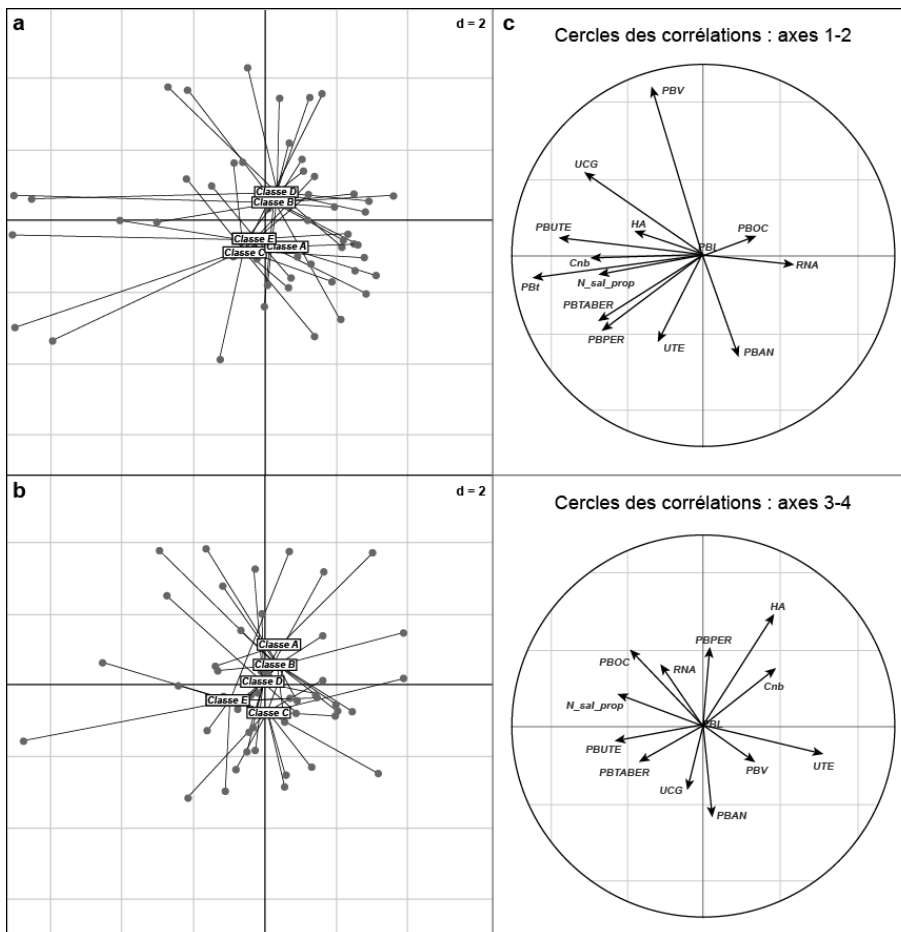 a
d = 2
Classe D
Classe B
Classe E
Classe A
Classe C
c
Cercles des corrélations : axes 1-2
PBV
UCG
HA
PBUTE
PBL
PBOC
Cnb
RNA
N_sal_prop
PBt
PBTABER
PBPER
UTE
PBAN
b
d = 2
Classe A
Classe B
Classe D
Classe E
Classe C
Cercles des corrélations : axes 3-4
HA
PBPER
PBOC
RNA
Cnb
N_sal_prop
PBL
PBUTE
PBTABER
PBV
UTE
UCG
PBAN